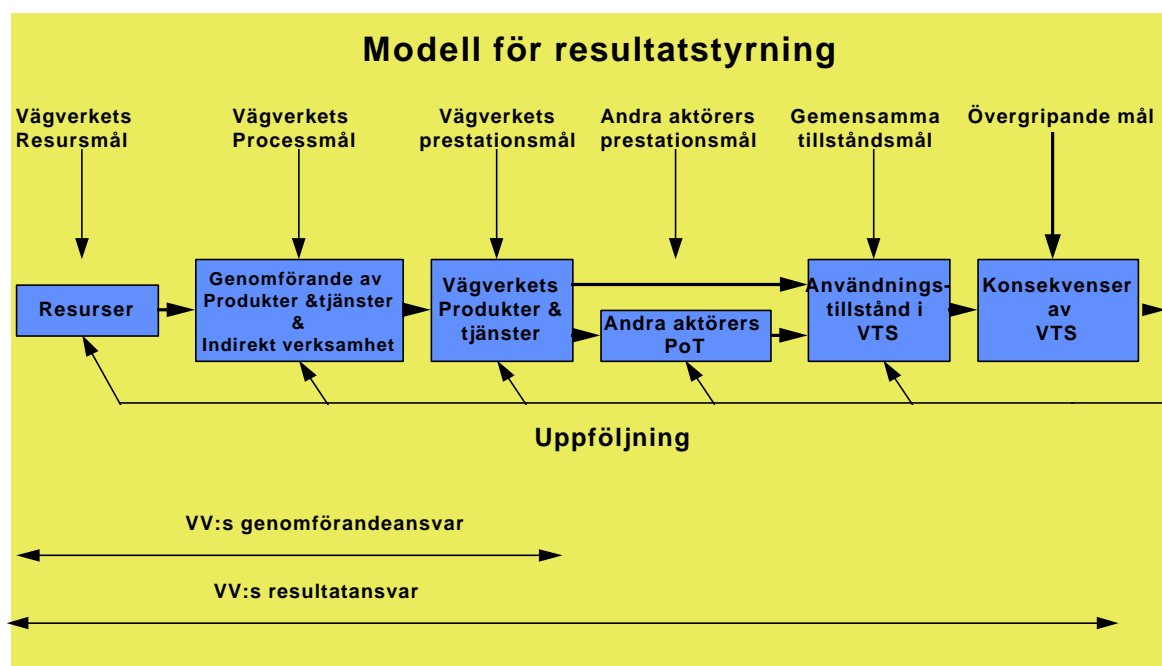 Modell för resultatstyrning
Vägverkets
Resursmål
Vägverkets
Processmål
Vägverkets
prestationsmål
Andra aktörers
prestationsmål
Gemensamma
tillståndsmål
Övergripande mål
Resurser
Genomförande av
Produkter &tjänster
&
Indirekt verksamhet
Vägverkets
Produkter &
tjänster
Andra aktörers
PoT
Användnings-
tillstånd i
VTS
Konsekvenser
av
VTS
Uppföljning
VV:s genomförandeansvar
VV:s resultatansvar